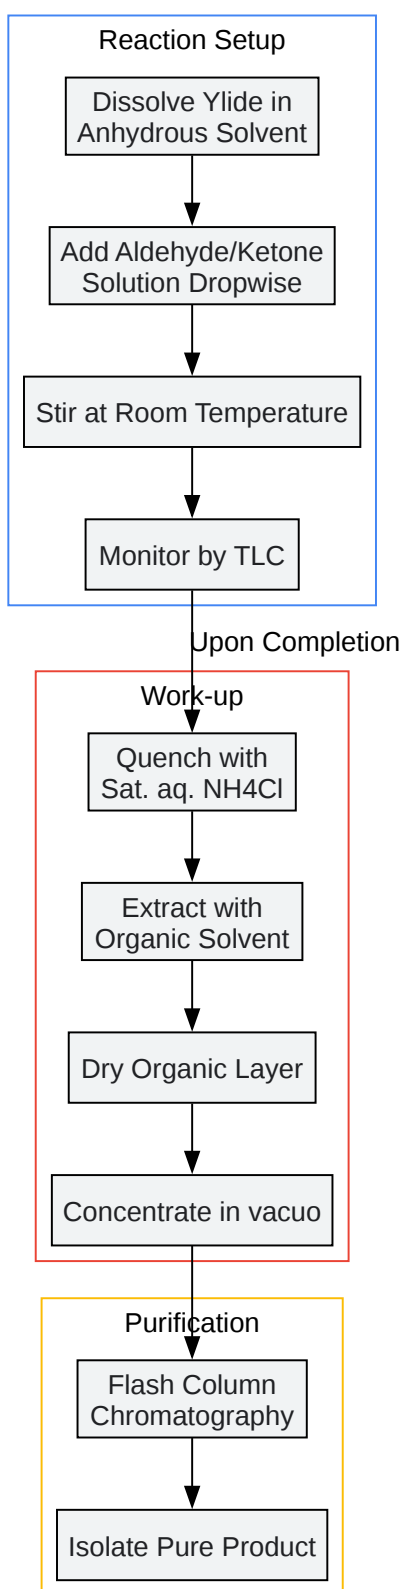 Reaction Setup
Dissolve Ylide in
Anhydrous Solvent
Add Aldehyde/Ketone
Solution Dropwise
Stir at Room Temperature
Monitor by TLC
Upon Completion
Work-up
Quench with
Sat. aq. NH4Cl
Extract with
Organic Solvent
Dry Organic Layer
Concentrate in vacuo
Purification
Flash Column
Chromatography
Isolate Pure Product